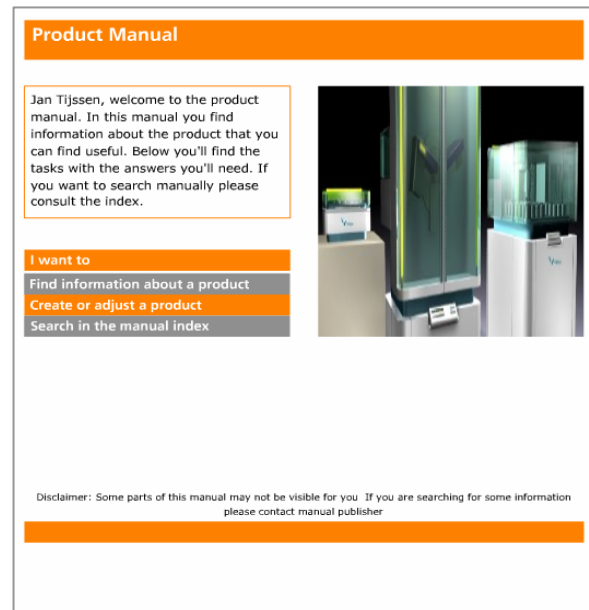 Product Manual
Jan Tijssen, welcome to the product
manual. In this manual you find
information about the product that you
can find useful. Below you'll find the
tasks with the answers you'll need. If
you want to search manually please
consult the index.
I want to
Find information about a product
Create or adjust a product
Search in the manual index
Disclaimer: Some parts of this manual may not be visible for you If you are searching for some information
please contact manual publisher